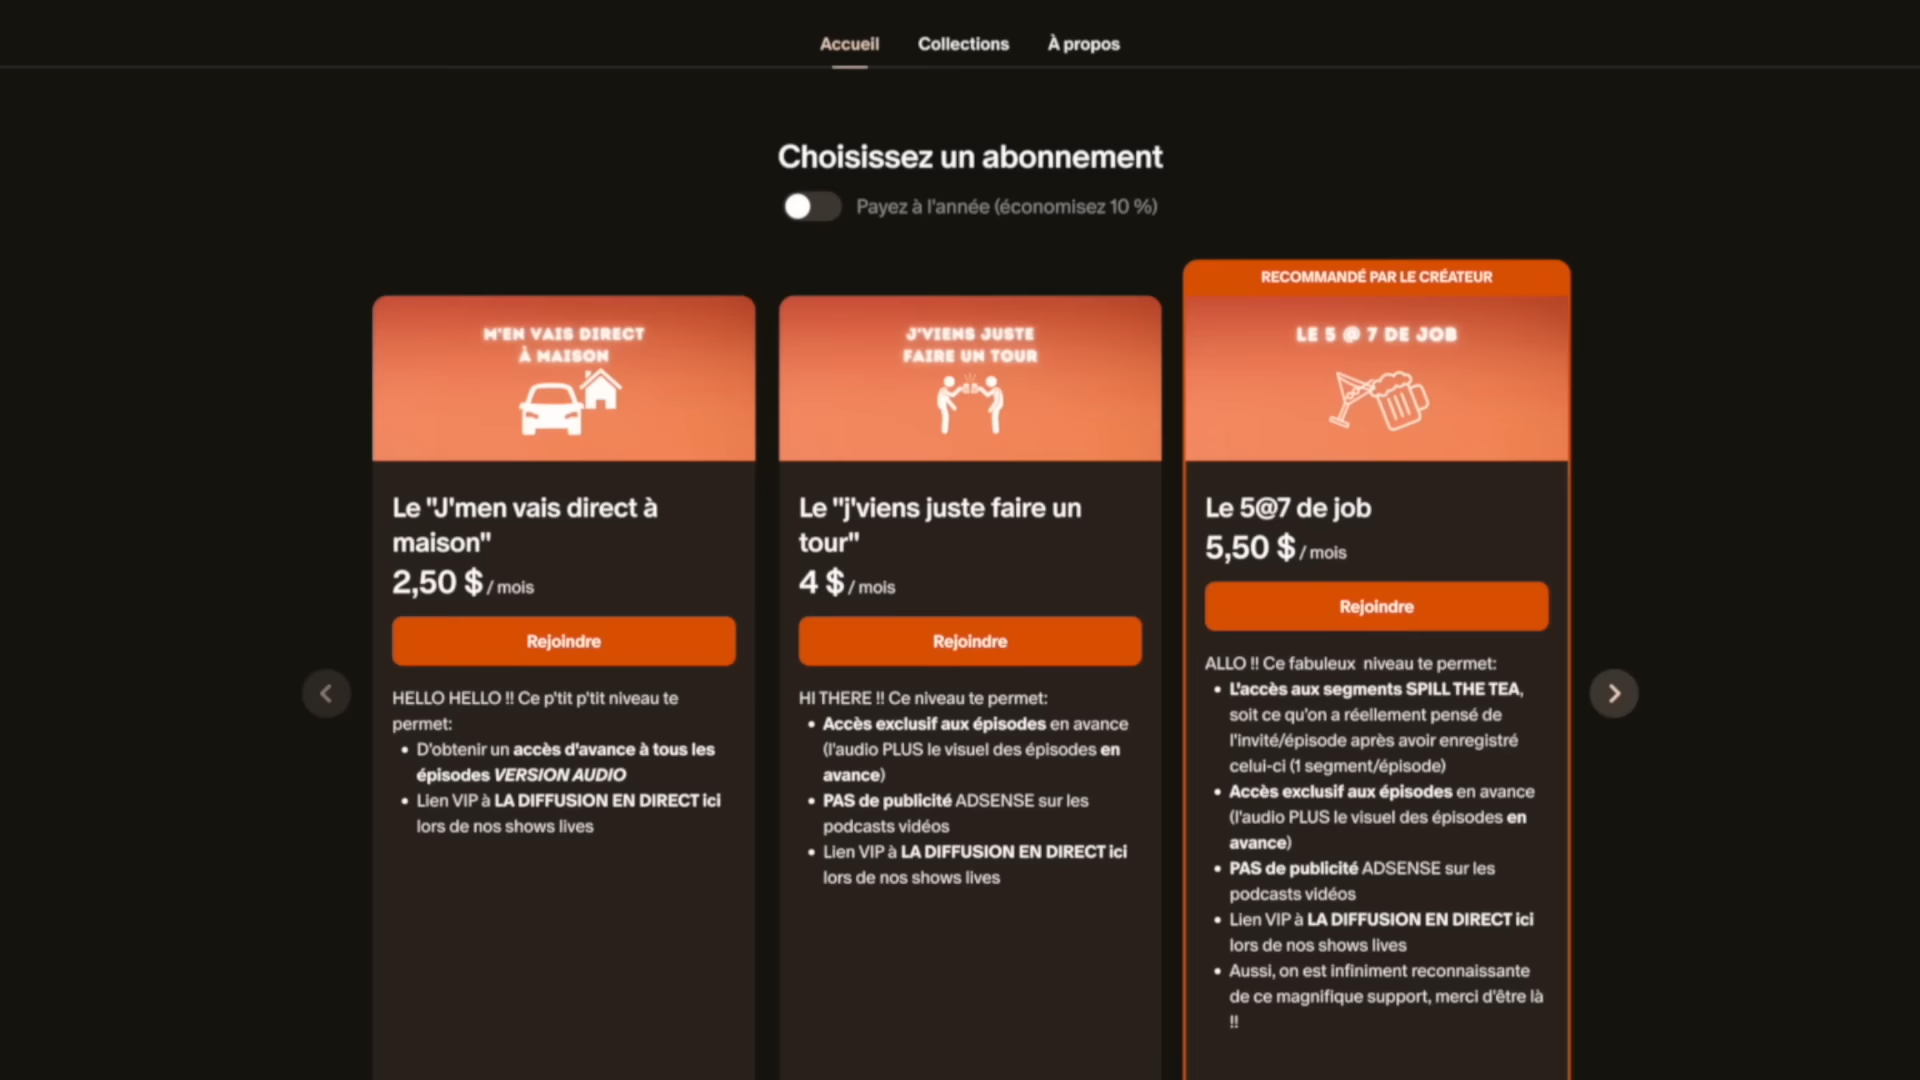 Accueil
Collections
À propos
Choisissez un abonnement
Payez à l'année (économisez 10 %)
M'EN VAIS DIRECT
À MAISON
Le "J'men vais direct à
maison"
2,50 $ / mois
Rejoindre
HELLO HELLO !! Ce p'tit p'tit niveau te
permet:
• D'obtenir un accès d'avance à tous les
épisodes VERSION AUDIO
• Lien VIP à LA DIFFUSION EN DIRECT ici
lors de nos shows lives
J'VIENS JUSTE
FAIRE UN TOUR
Le "j'viens juste faire un
tour"
4 $ / mois
Rejoindre
HI THERE !! Ce niveau te permet:
• Accès exclusif aux épisodes en avance
(l'audio PLUS le visuel des épisodes en
avance)
• PAS de publicité ADSENSE sur les
podcasts vidéos
• Lien VIP à LA DIFFUSION EN DIRECT ici
lors de nos shows lives
RECOMMANDÉ PAR LE CRÉATEUR
LE 5 @ 7 DE JOB
Le 5@7 de job
5,50 $ / mois
Rejoindre
ALLO !! Ce fabuleux niveau te permet:
• L'accès aux segments SPILL THE TEA,
soit ce qu'on a réellement pensé de
l'invité/épisode après avoir enregistré
celui-ci (1 segment/épisode)
• Accès exclusif aux épisodes en avance
(l'audio PLUS le visuel des épisodes en
avance)
• PAS de publicité ADSENSE sur les
podcasts vidéos
• Lien VIP à LA DIFFUSION EN DIRECT ici
lors de nos shows lives
• Aussi, on est infiniment reconnaissante
de ce magnifique support, merci d'être là
!!